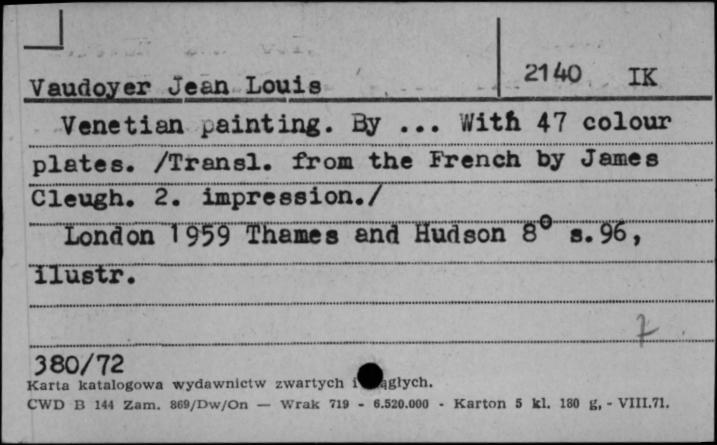 2140 IK
Vaudoyer Jean Louis
Venetian painting. By ... With 47 colour
plates. /Transl. from the French by James
Cleugh. 2. impression./
London 1959 Thames and Hudson 8° s.96,
ilustr.
7
380/72
Karta katalogowa wydawnictw zwartych i ągłych.
CWD B 144 Zam. 869/Dw/On — Wrak 719 - 6.520.000 - Karton 5 kl. 180 g, - VIII.71.